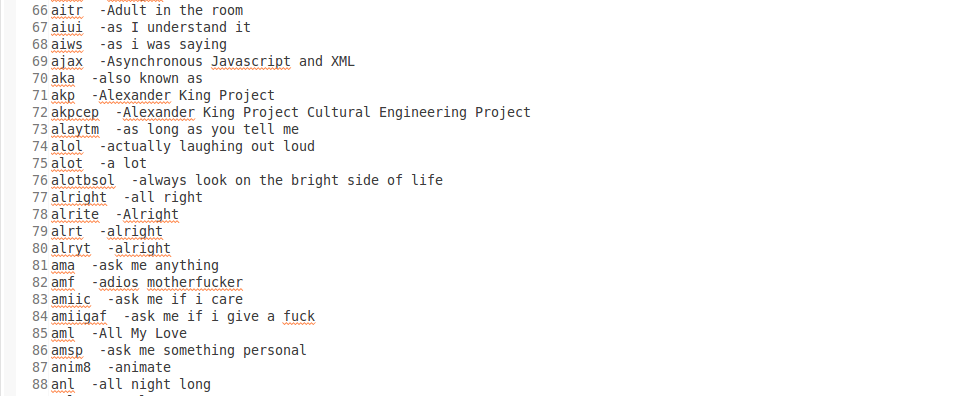 66 aitr  -Adult in the room
67 aiui  -as I understand it
68 aiws  -as i was saying
69 ajax  -Asynchronous Javascript and XML
70 aka  -also known as
71 akp  -Alexander King Project
72 akpcep  -Alexander King Project Cultural Engineering Project
73 alaytm  -as long as you tell me
74 alol  -actually laughing out loud
75 alot  -a lot
76 alotbsol  -always look on the bright side of life
77 alright  -all right
78 alrite  -Alright
79 alrt  -alright
80 alryt  -alright
81 ama  -ask me anything
82 amf  -adios motherfucker
83 amiic  -ask me if i care
84 amiigaf  -ask me if i give a fuck
85 aml  -All My Love
86 amsp  -ask me something personal
87 anim8  -animate
88 anl  -all night long